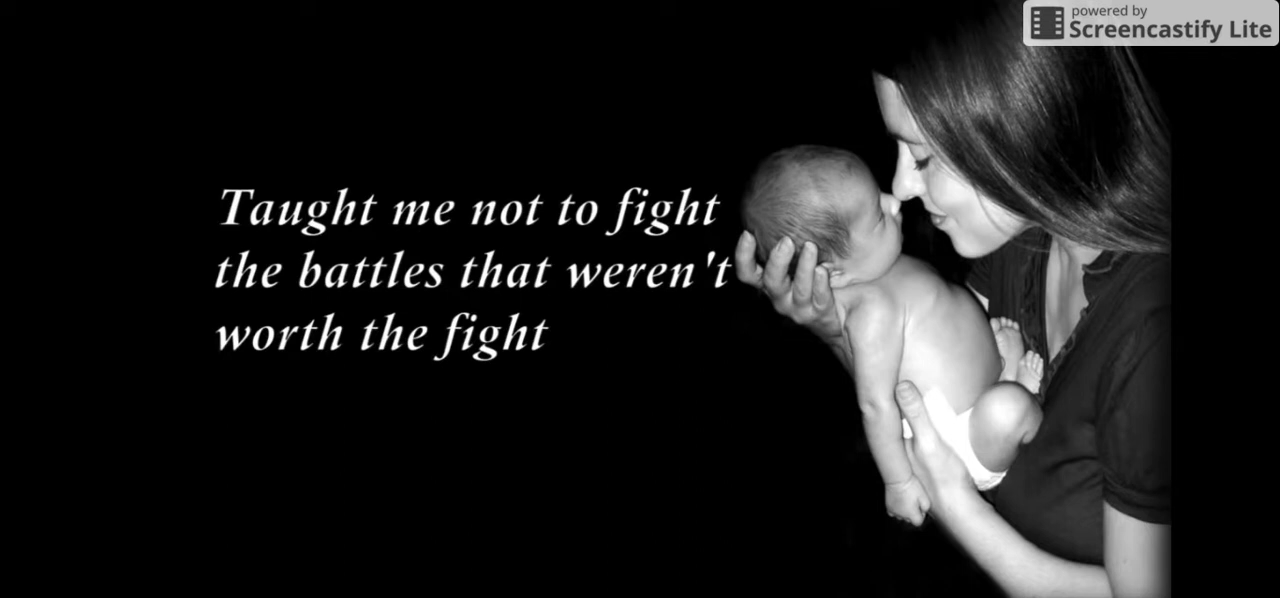 powered by
Screencastify Lite
Taught me not to fight
the battles that weren't
worth the fight